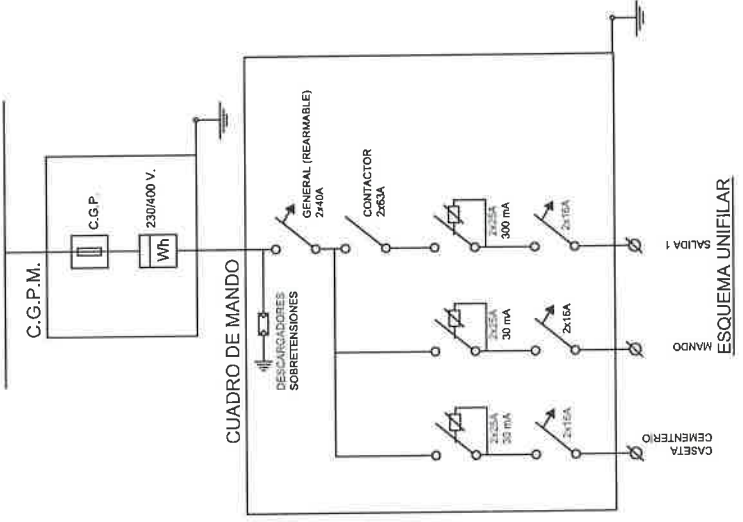 C.G.P.M.
C.G.P.
230/400 V.
Wh
CUADRO DE MANDO
DESCARGADORES
SOBRETENSIONES
GENERAL (REARMABLE)
2x40A
CONTACTOR
2x63A
2x25A
30 mA
2x25A
30 mA
2x25A
300 mA
2x16A
2x16A
2x16A
CASETA
CEMENTERIO
MANDO
SALIDA 1
ESQUEMA UNIFILAR